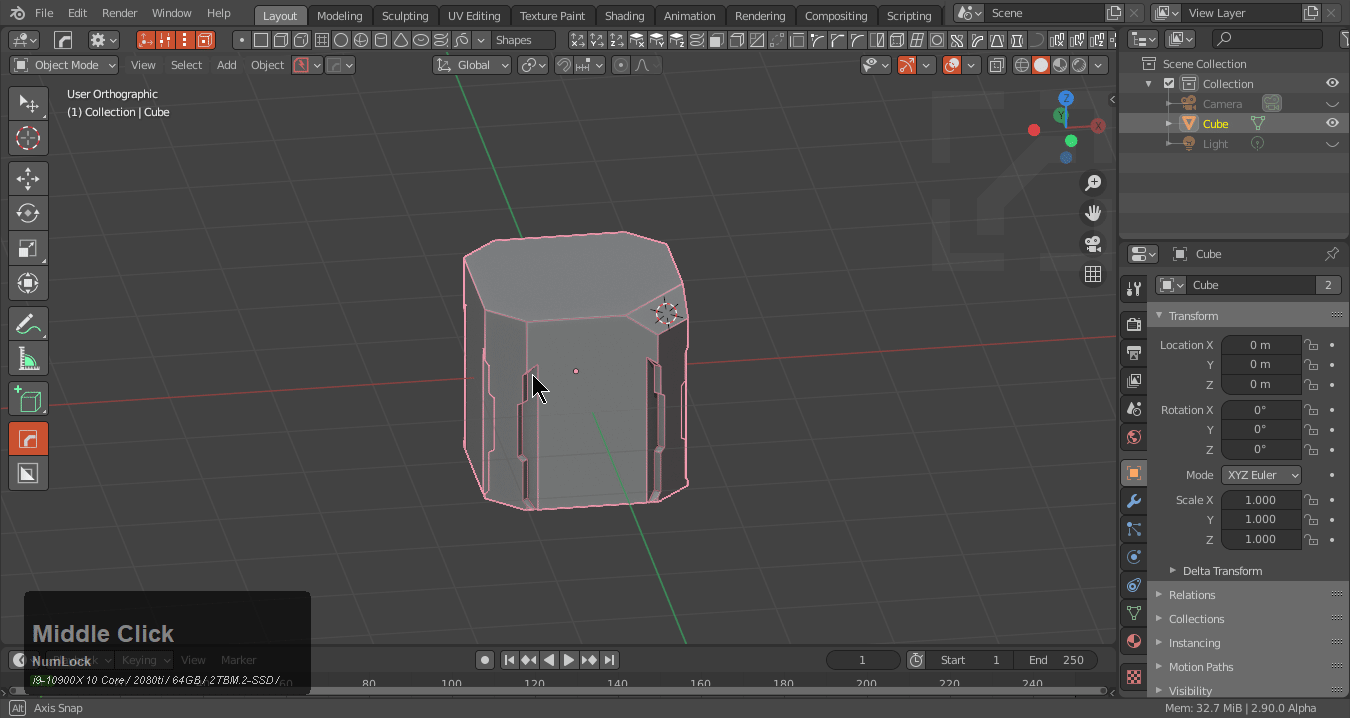 File Edit Render Window Help Layout Modeling Sculpting UV Editing Texture Paint Shading Animation Rendering Compositing Scripting Scene View Layer
Shapes
Object Mode View Select Add Object Global
User Orthographic
(1) Collection | Cube
Z
Y
X
Scene Collection
Collection
Camera
Cube
Light
Cube
Cube 2
Transform
Location X 0 m
Y 0 m
Z 0 m
Rotation X 0°
Y 0°
Z 0°
Mode XYZ Euler
Scale X 1.000
Y 1.000
Z 1.000
Delta Transform
Relations
Collections
Instancing
Motion Paths
Visibility
Middle Click
NumLock
Keying View Marker
1 Start 1 End 250
i9-10900X 10 Core / 2080ti / 64GB / 2TBM.2-SSD /
60 80 100 120 140 160 180 200 220 240
Alt Axis Snap
Mem: 32.7 MiB | 2.90.0 Alpha